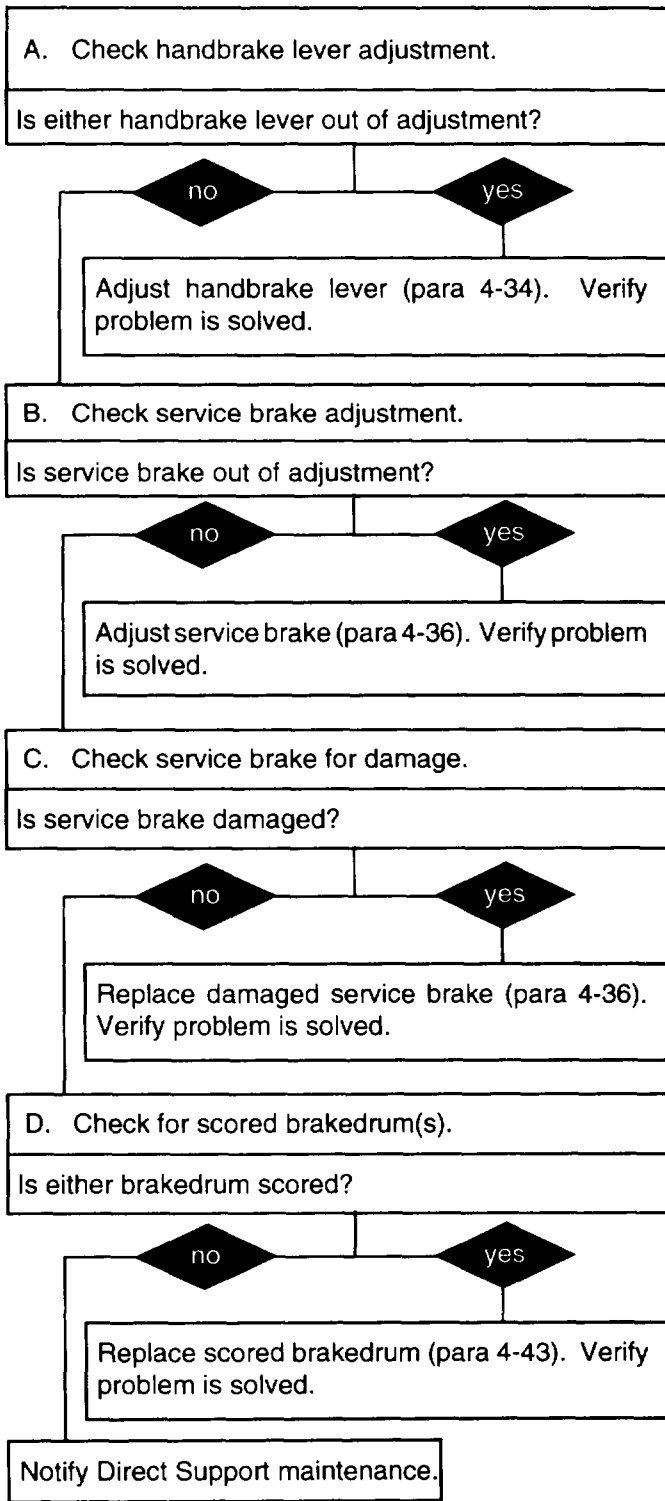 A. Check handbrake lever adjustment.
Is either handbrake lever out of adjustment?
no
yes
Adjust handbrake lever (para 4-34). Verify
problem is solved.
B. Check service brake adjustment.
Is service brake out of adjustment?
no
yes
Adjust service brake (para 4-36). Verify problem
is solved.
C. Check service brake for damage.
Is service brake damaged?
no
yes
Replace damaged service brake (para 4-36).
Verify problem is solved.
D. Check for scored brakedrum(s).
Is either brakedrum scored?
no
yes
Replace scored brakedrum (para 4-43). Verify
problem is solved.
Notify Direct Support maintenance.